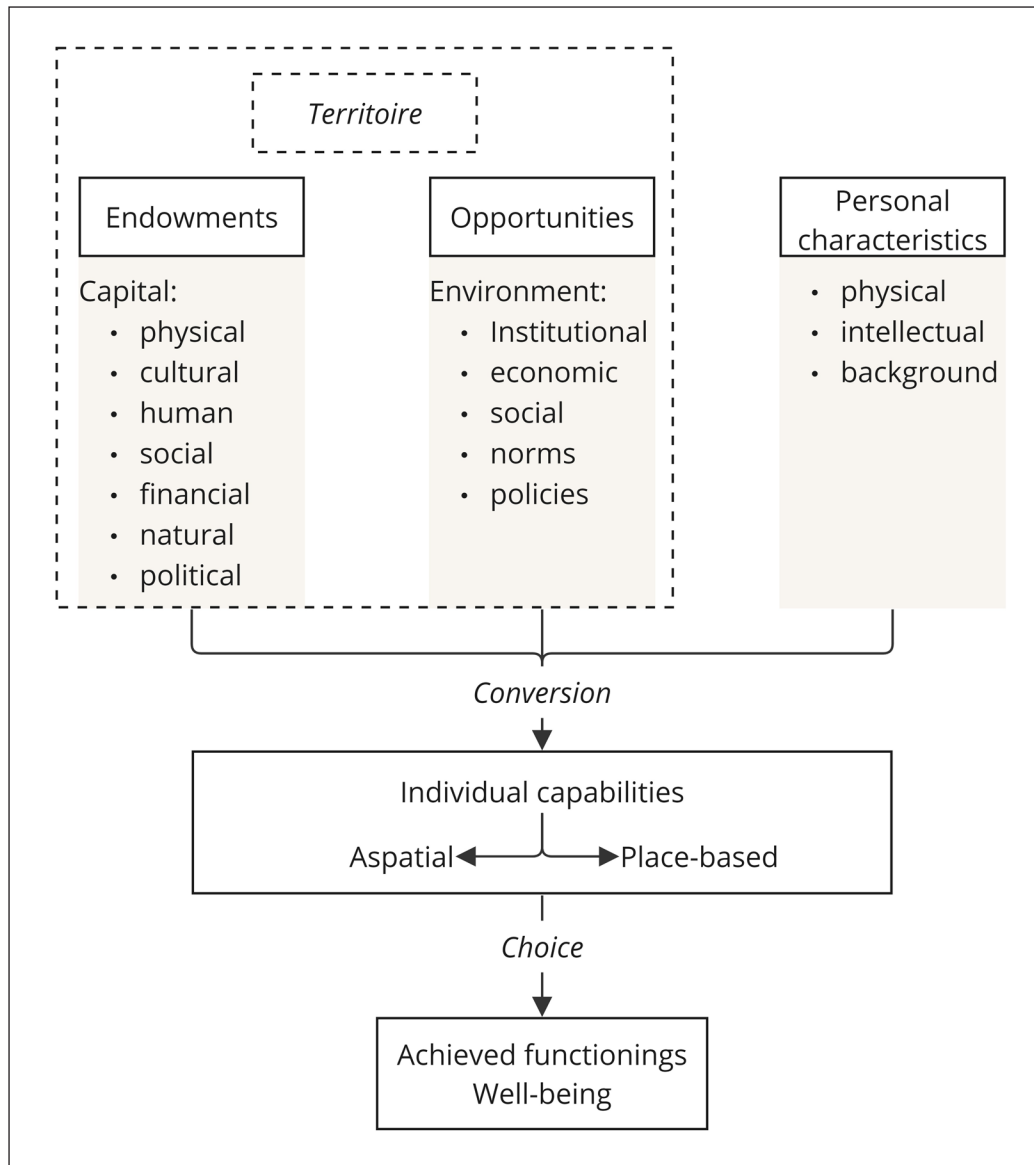 Territoire
Endowments
Capital:
• physical
• cultural
• human
• social
• financial
• natural
• political
Opportunities
Environment:
• Institutional
• economic
• social
• norms
• policies
Personal
characteristics
• physical
• intellectual
• background
Conversion
Individual capabilities
Aspatial Place-based
Choice
Achieved functionings
Well-being